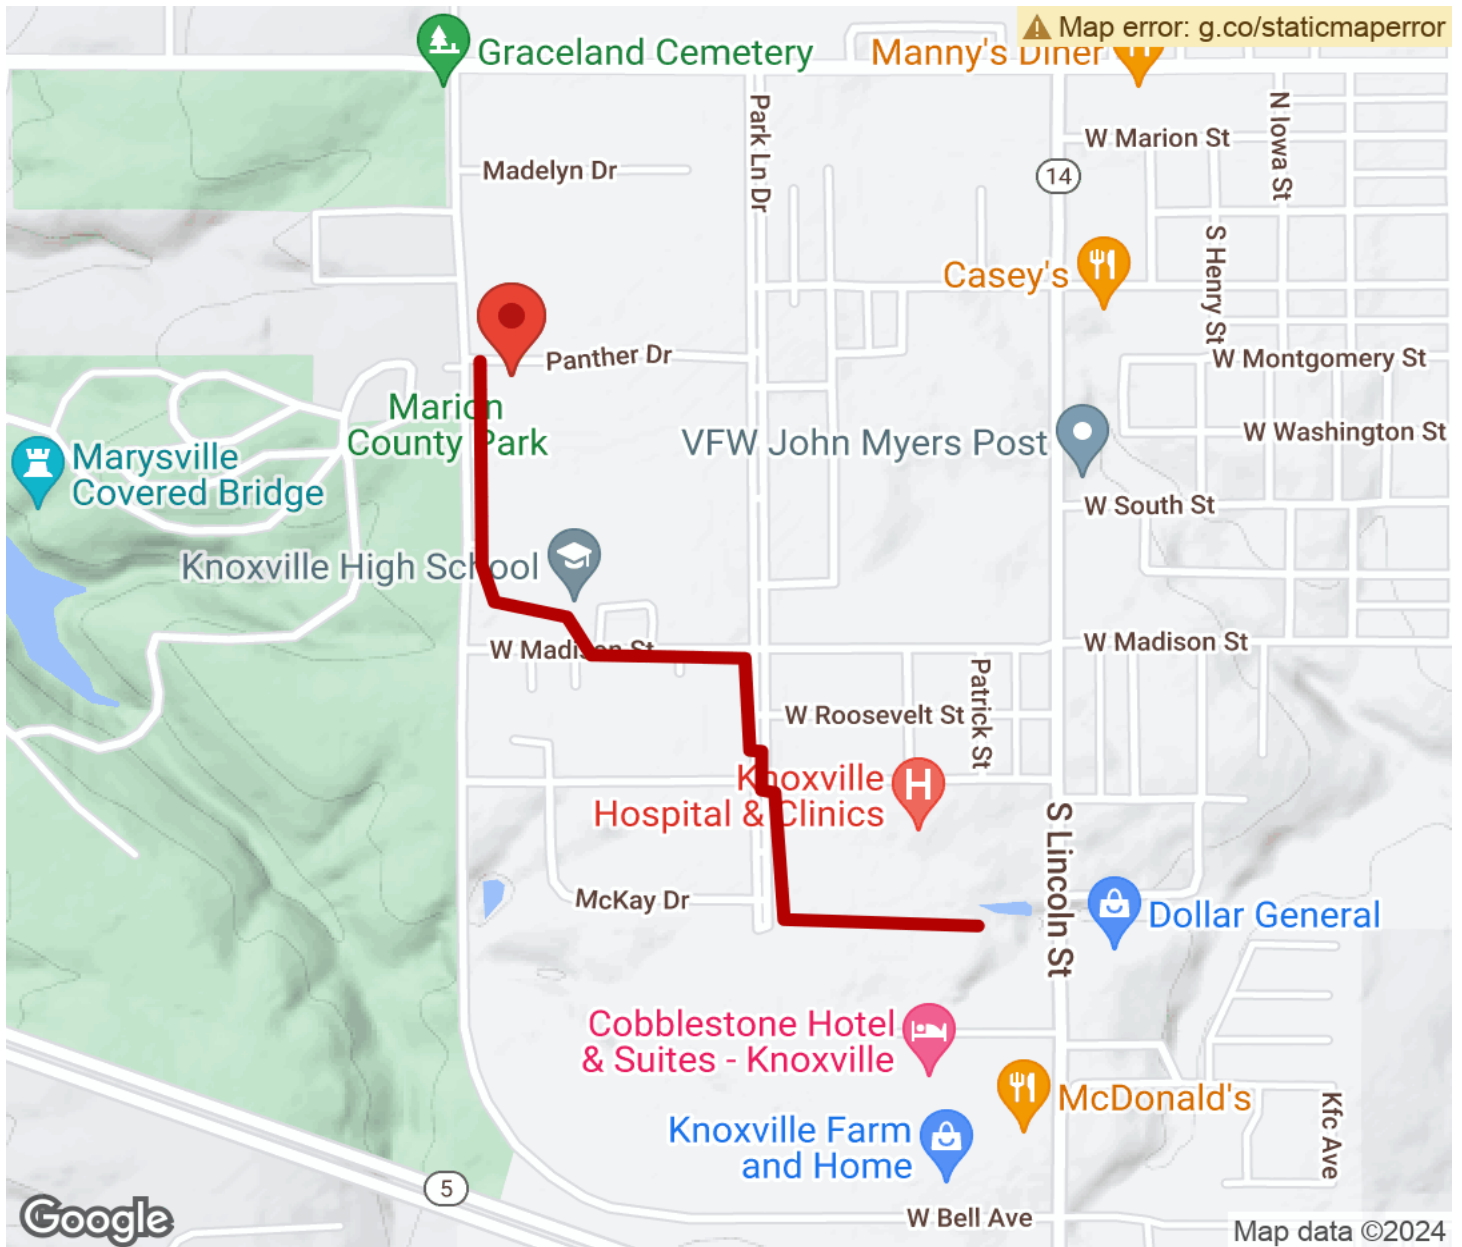 Map error: g.co/staticmaperror
Graceland Cemetery
Manny's Diner
Park Ln Dr
N Iowa St
W Marion St
Madelyn Dr
14
S Henry St
Casey's
Panther Dr
W Montgomery St
Marion
County Park
VFW John Myers Post
W Washington St
Marysville
Covered Bridge
W South St
Knoxville High School
W Madison St
W Madison St
Patrick St
W Roosevelt St
Knoxville
Hospital & Clinics
S Lincoln St
McKay Dr
Dollar General
Cobblestone Hotel
& Suites - Knoxville
McDonald's
Kfc Ave
Knoxville Farm
and Home
5
W Bell Ave
Google
Map data ©2024